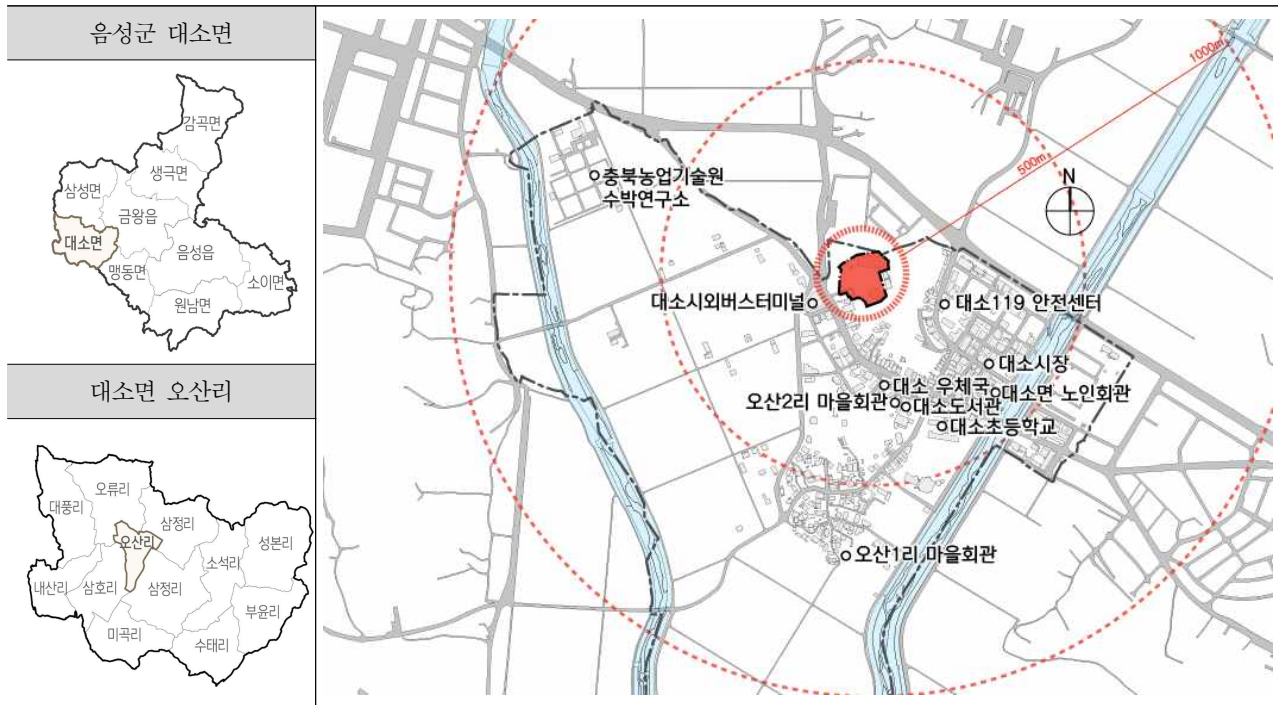 음성군 대소면
감곡면
생극면
삼성면
금왕읍
대소면
음성읍
맹동면
소이면
원남면
대소면 오산리
오류리
대풍리
삼정리
오산리
성본리
소석리
내산리
삼호리
삼정리
부윤리
미곡리
수태리
1000m
500m
N
충북농업기술원
수박연구소
대소시외버스터미널
대소119 안전센터
대소시장
대소 우체국
대소면 노인회관
오산2리 마을회관
대소도서관
대소초등학교
오산1리 마을회관